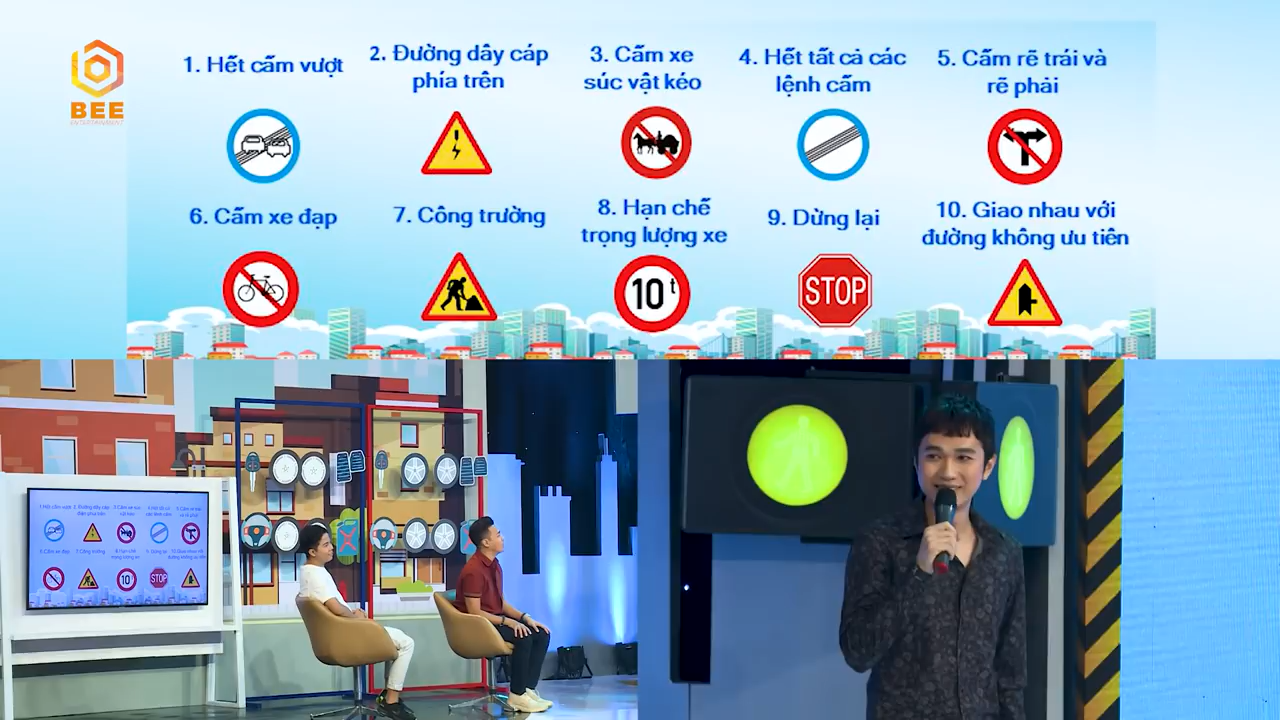 BEE
ENTERTAINMENT
1. Hết cấm vượt
2. Đường dây cáp
phía trên
3. Cấm xe
súc vật kéo
4. Hết tất cả các
lệnh cấm
5. Cấm rẽ trái và
rẽ phải
6. Cấm xe đạp
7. Công trường
8. Hạn chế
trọng lượng xe
10 t
9. Dừng lại
STOP
10. Giao nhau với
đường không ưu tiên